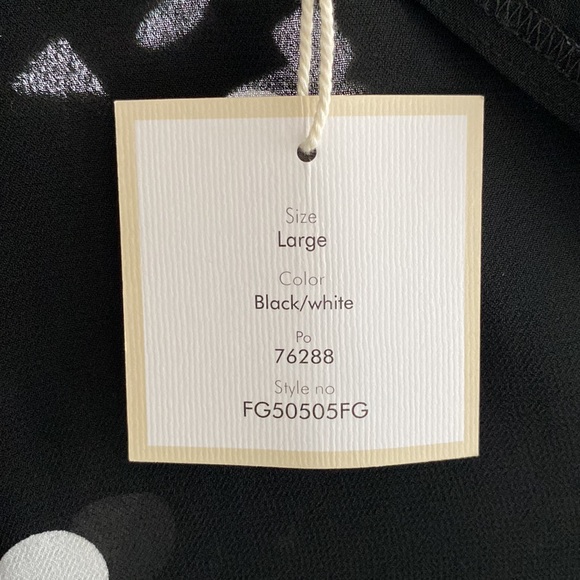 Size
Large
Color
Black/white
Po
76288
Style no
FG50505FG